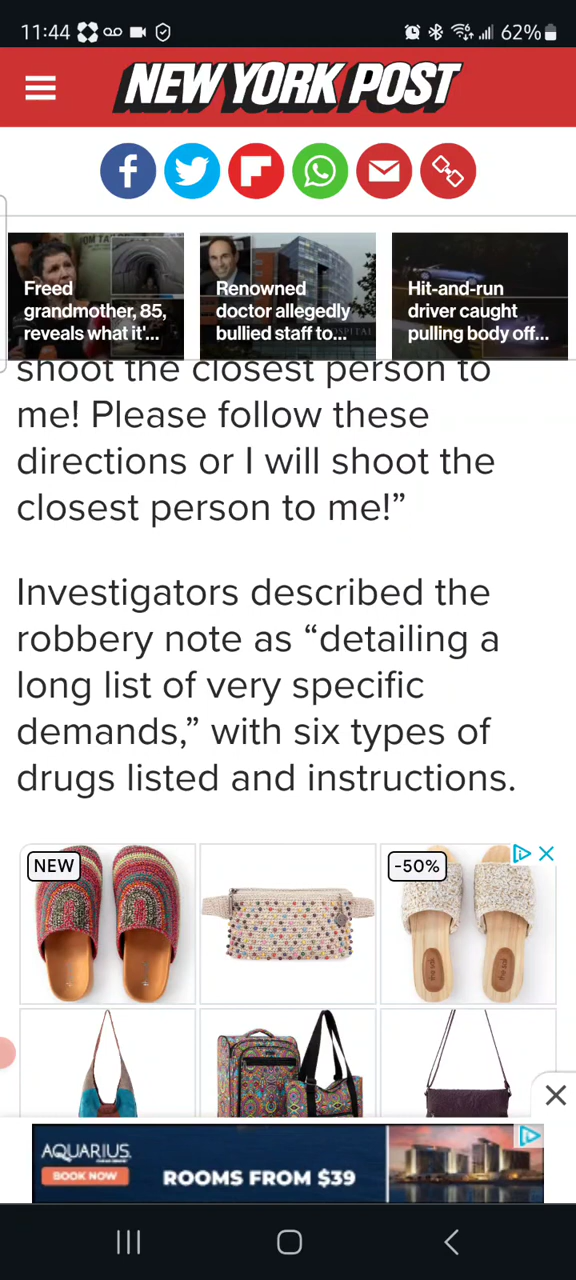 11:44
62%
NEW YORK POST
Freed
grandmother, 85,
reveals what it'...
Renowned
doctor allegedly
bullied staff to...
Hit-and-run
driver caught
pulling body off...
shoot the closest person to
me! Please follow these
directions or I will shoot the
closest person to me!”
Investigators described the
robbery note as “detailing a
long list of very specific
demands,” with six types of
drugs listed and instructions.
NEW
-50%
AQUARIUS
BOOK NOW
ROOMS FROM $39